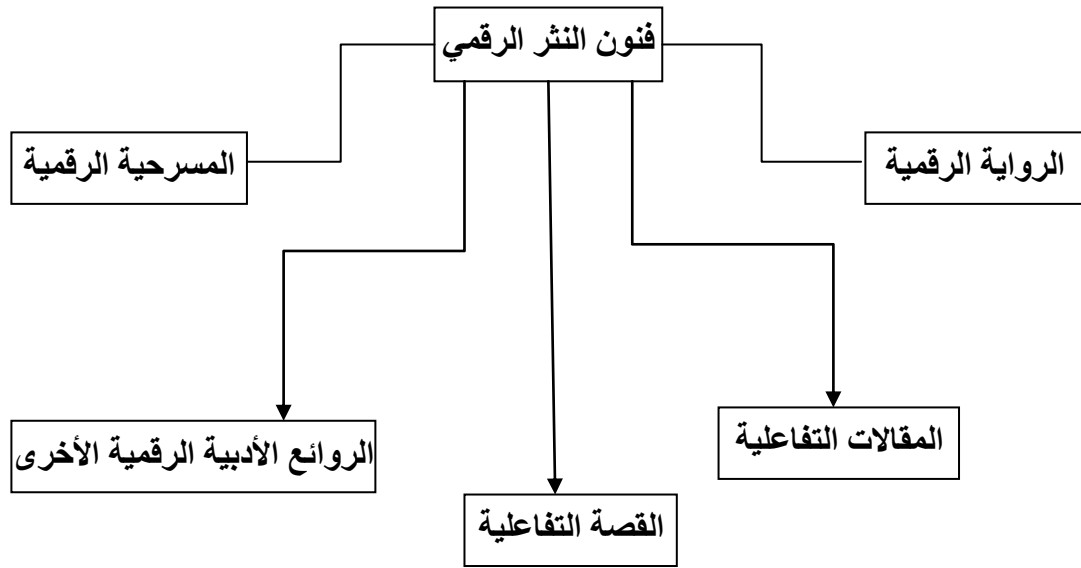 فنون النثر الرقمي
الرواية الرقمية
المسرحية الرقمية
المقالات التفاعلية
الروائع الأدبية الرقمية الأخرى
القصة التفاعلية